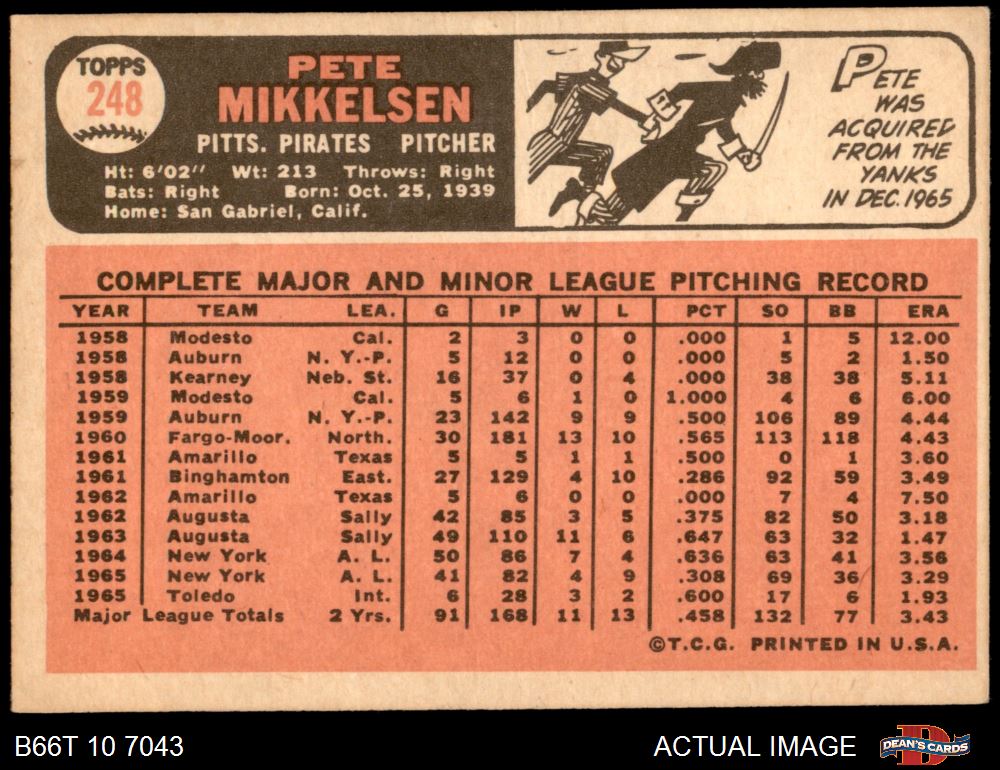 TOPPS
248
PETE
MIKKELSEN
PITTS. PIRATES PITCHER
Ht: 6'02" Wt: 213 Throws: Right
Bats: Right Born: Oct. 25, 1939
Home: San Gabriel, Calif.
PETE
WAS
ACQUIRED
FROM THE
YANKS
IN DEC. 1965
COMPLETE MAJOR AND MINOR LEAGUE PITCHING RECORD
YEAR TEAM LEA. G IP W L PCT SO BB ERA
1958 Modesto Cal. 2 3 0 0 .000 1 5 12.00
1958 Auburn N. Y.-P. 5 12 0 0 .000 5 2 1.50
1958 Kearney Neb. St. 16 37 0 4 .000 38 38 5.11
1959 Modesto Cal. 5 6 1 0 1.000 4 6 6.00
1959 Auburn N. Y.-P. 23 142 9 9 .500 106 89 4.44
1960 Fargo-Moor. North. 30 181 13 10 .565 113 118 4.43
1961 Amarillo Texas 5 5 1 1 .500 0 1 3.60
1961 Binghamton East. 27 129 4 10 .286 92 59 3.49
1962 Amarillo Texas 5 6 0 0 .000 7 4 7.50
1962 Augusta Sally 42 85 3 5 .375 82 50 3.18
1963 Augusta Sally 49 110 11 6 .647 63 32 1.47
1964 New York A. L. 50 86 7 4 .636 63 41 3.56
1965 New York A. L. 41 82 4 9 .308 69 36 3.29
1965 Toledo Int. 6 28 3 2 .600 17 6 1.93
Major League Totals 2 Yrs. 91 168 11 13 .458 132 77 3.43
©T.C.G. PRINTED IN U.S.A.
B66T 10 7043 ACTUAL IMAGE
DEAN'S CARDS